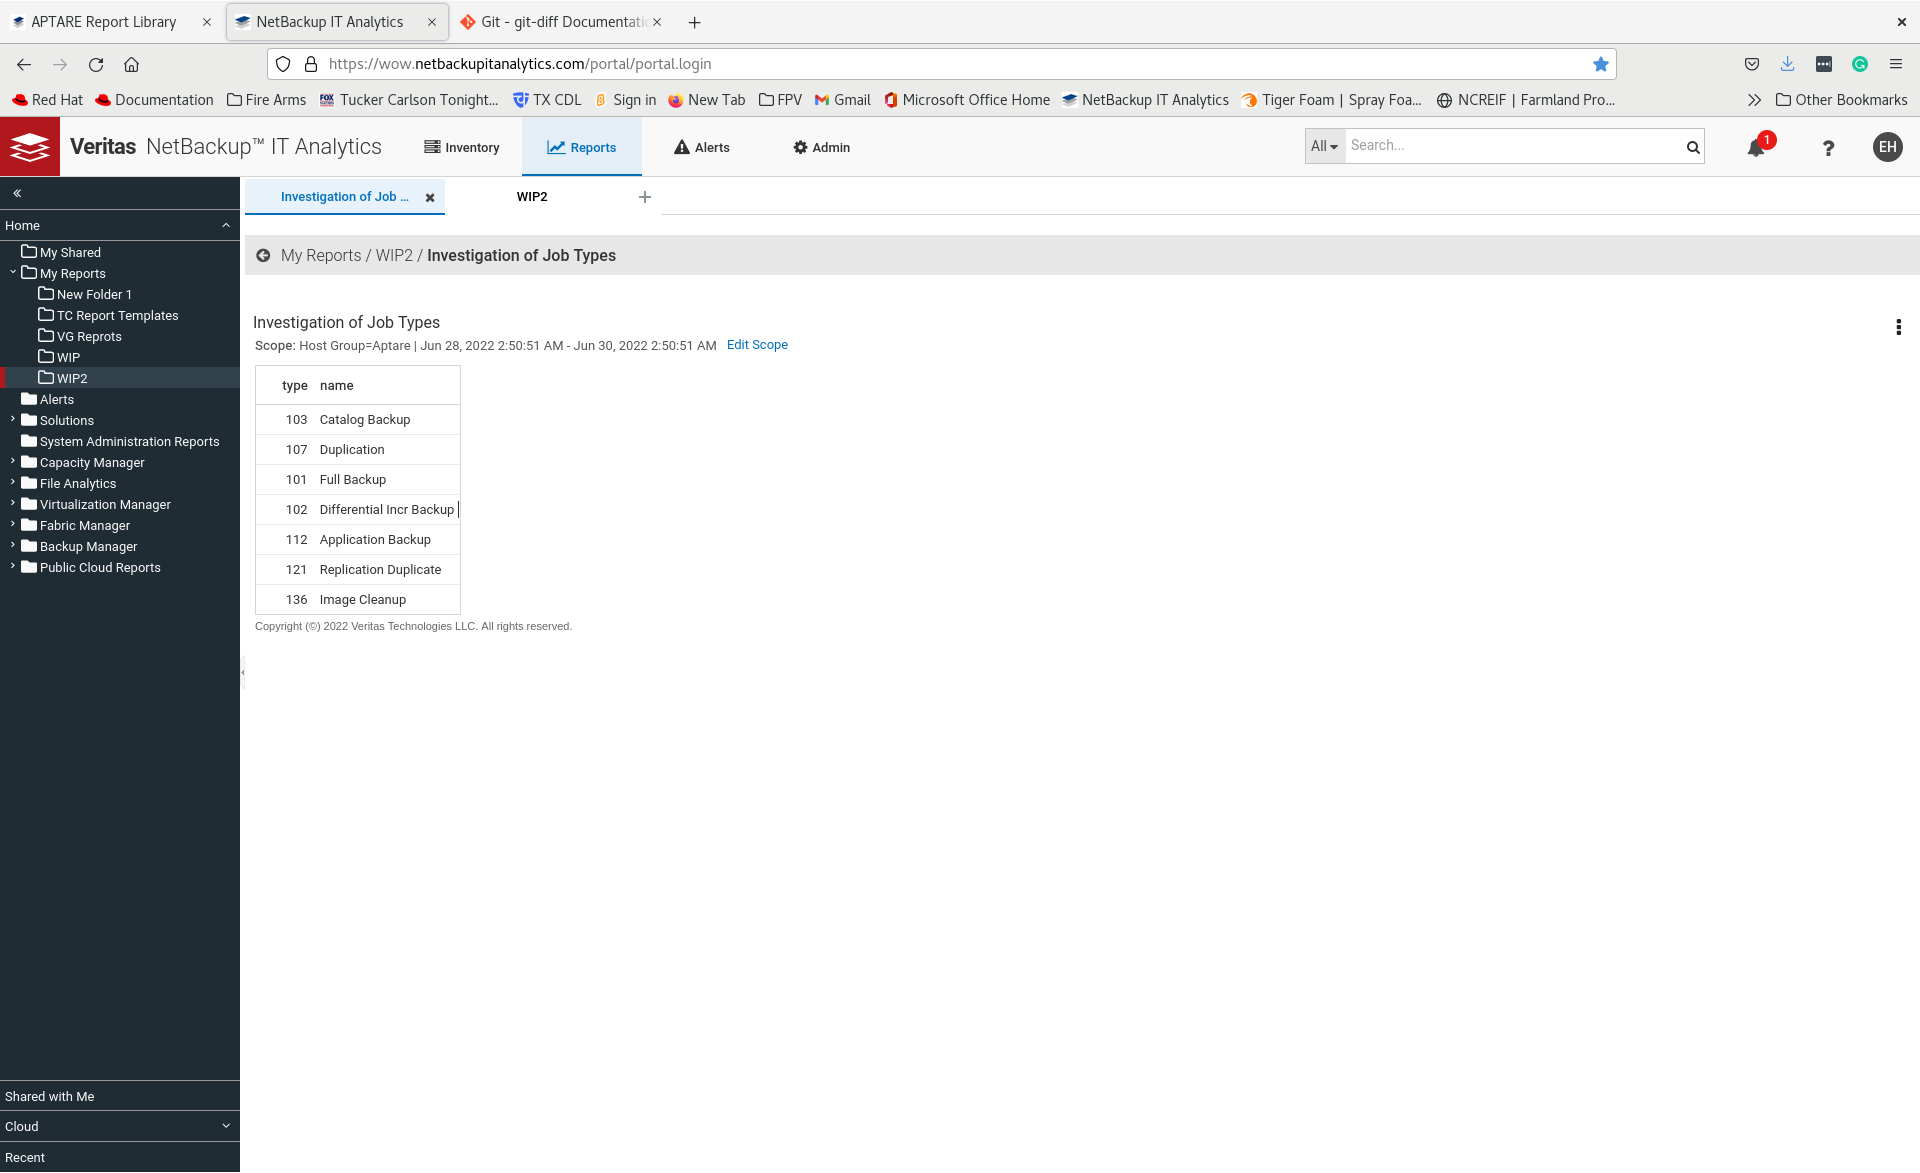 APTARE Report Library
NetBackup IT Analytics
Git - git-diff Documentati
https://wow.netbackupitanalytics.com/portal/portal.login
Red Hat
Documentation
Fire Arms
Tucker Carlson Tonight...
TX CDL
Sign in
New Tab
FPV
Gmail
Microsoft Office Home
NetBackup IT Analytics
Tiger Foam | Spray Foa...
NCREIF | Farmland Pro...
Other Bookmarks
Veritas NetBackup™ IT Analytics
Inventory
Reports
Alerts
Admin
All
Search...
1
?
EH
«
Home
My Shared
My Reports
New Folder 1
TC Report Templates
VG Reprots
WIP
WIP2
Alerts
Solutions
System Administration Reports
Capacity Manager
File Analytics
Virtualization Manager
Fabric Manager
Backup Manager
Public Cloud Reports
Shared with Me
Cloud
Recent
Investigation of Job ...
WIP2
My Reports / WIP2 / Investigation of Job Types
Investigation of Job Types
Scope: Host Group=Aptare | Jun 28, 2022 2:50:51 AM - Jun 30, 2022 2:50:51 AM Edit Scope
type name
103 Catalog Backup
107 Duplication
101 Full Backup
102 Differential Incr Backup
112 Application Backup
121 Replication Duplicate
136 Image Cleanup
Copyright (©) 2022 Veritas Technologies LLC. All rights reserved.